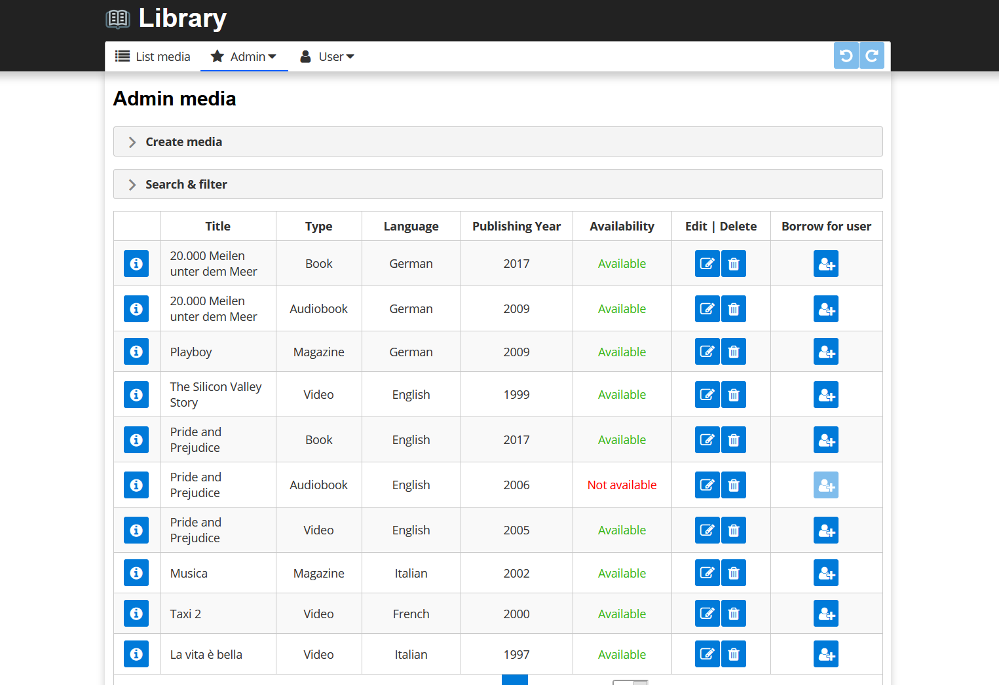 Library
List media Admin User
Admin media
Create media
Search & filter
Title Type Language Publishing Year Availability Edit | Delete Borrow for user
20.000 Meilen
unter dem Meer Book German 2017 Available
20.000 Meilen
unter dem Meer Audiobook German 2009 Available
Playboy Magazine German 2009 Available
The Silicon Valley
Story Video English 1999 Available
Pride and
Prejudice Book English 2017 Available
Pride and
Prejudice Audiobook English 2006 Not available
Pride and
Prejudice Video English 2005 Available
Musica Magazine Italian 2002 Available
Taxi 2 Video French 2000 Available
La vita è bella Video Italian 1997 Available